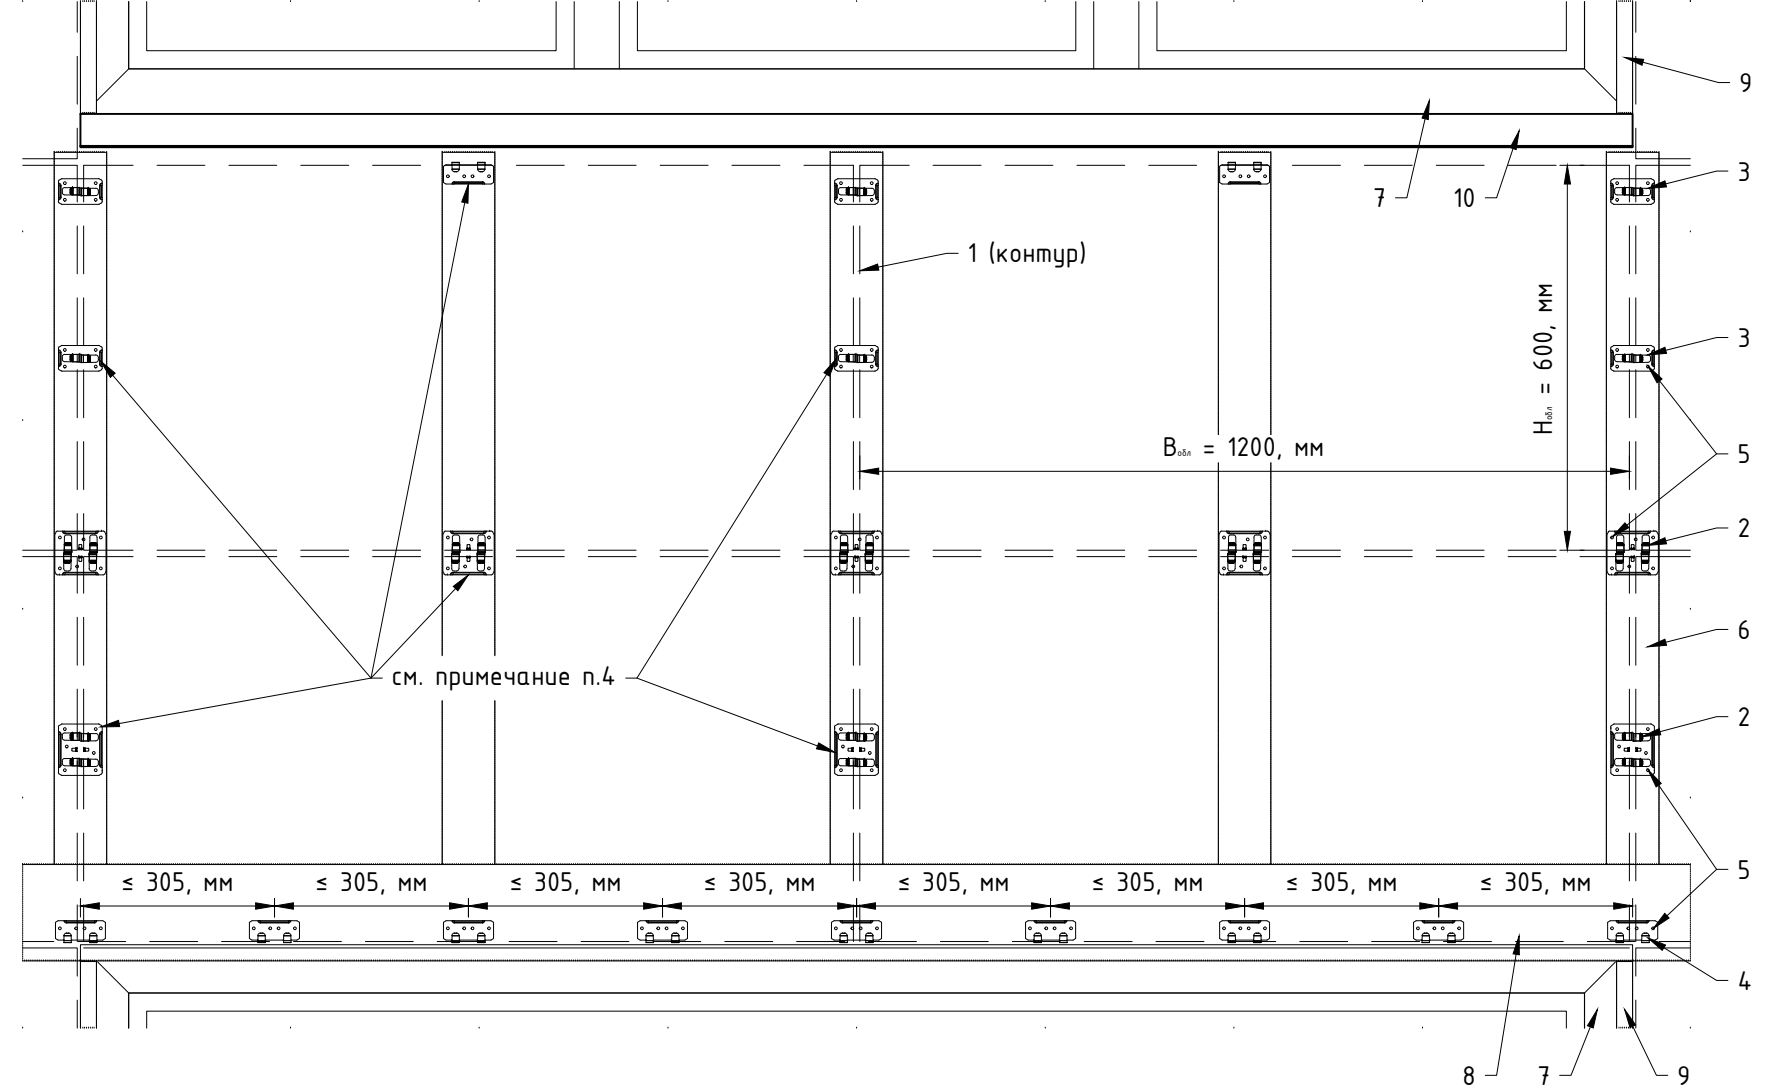 9
3
7
10
1 (контур)
3
Hобл = 600, мм
Bобл = 1200, мм
5
2
6
см. примечание п.4
2
≤ 305, мм
≤ 305, мм
≤ 305, мм
≤ 305, мм
≤ 305, мм
≤ 305, мм
≤ 305, мм
≤ 305, мм
5
4
8
7
9